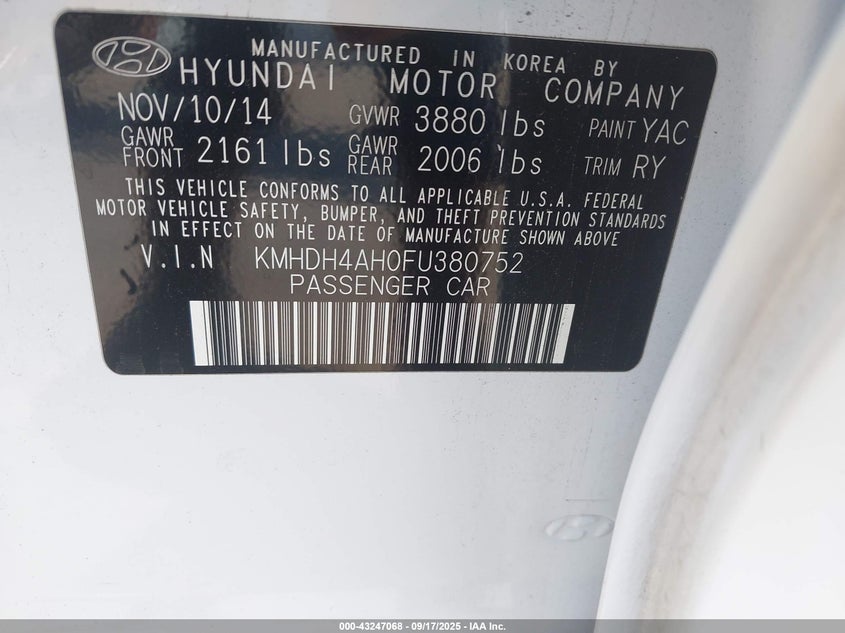 MANUFACTURED IN KOREA BY
HYUNDAI MOTOR COMPANY
NOV/10/14 GVWR 3880 lbs PAINT YAC
GAWR FRONT 2161 lbs GAWR REAR 2006 lbs TRIM RY
THIS VEHICLE CONFORMS TO ALL APPLICABLE U.S.A. FEDERAL
MOTOR VEHICLE SAFETY, BUMPER, AND THEFT PREVENTION STANDARDS
IN EFFECT ON THE DATE OF MANUFACTURE SHOWN ABOVE
V.I.N KMHDH4AH0FU380752
PASSENGER CAR
000-43247068 - 09/17/2025 - IAA Inc.